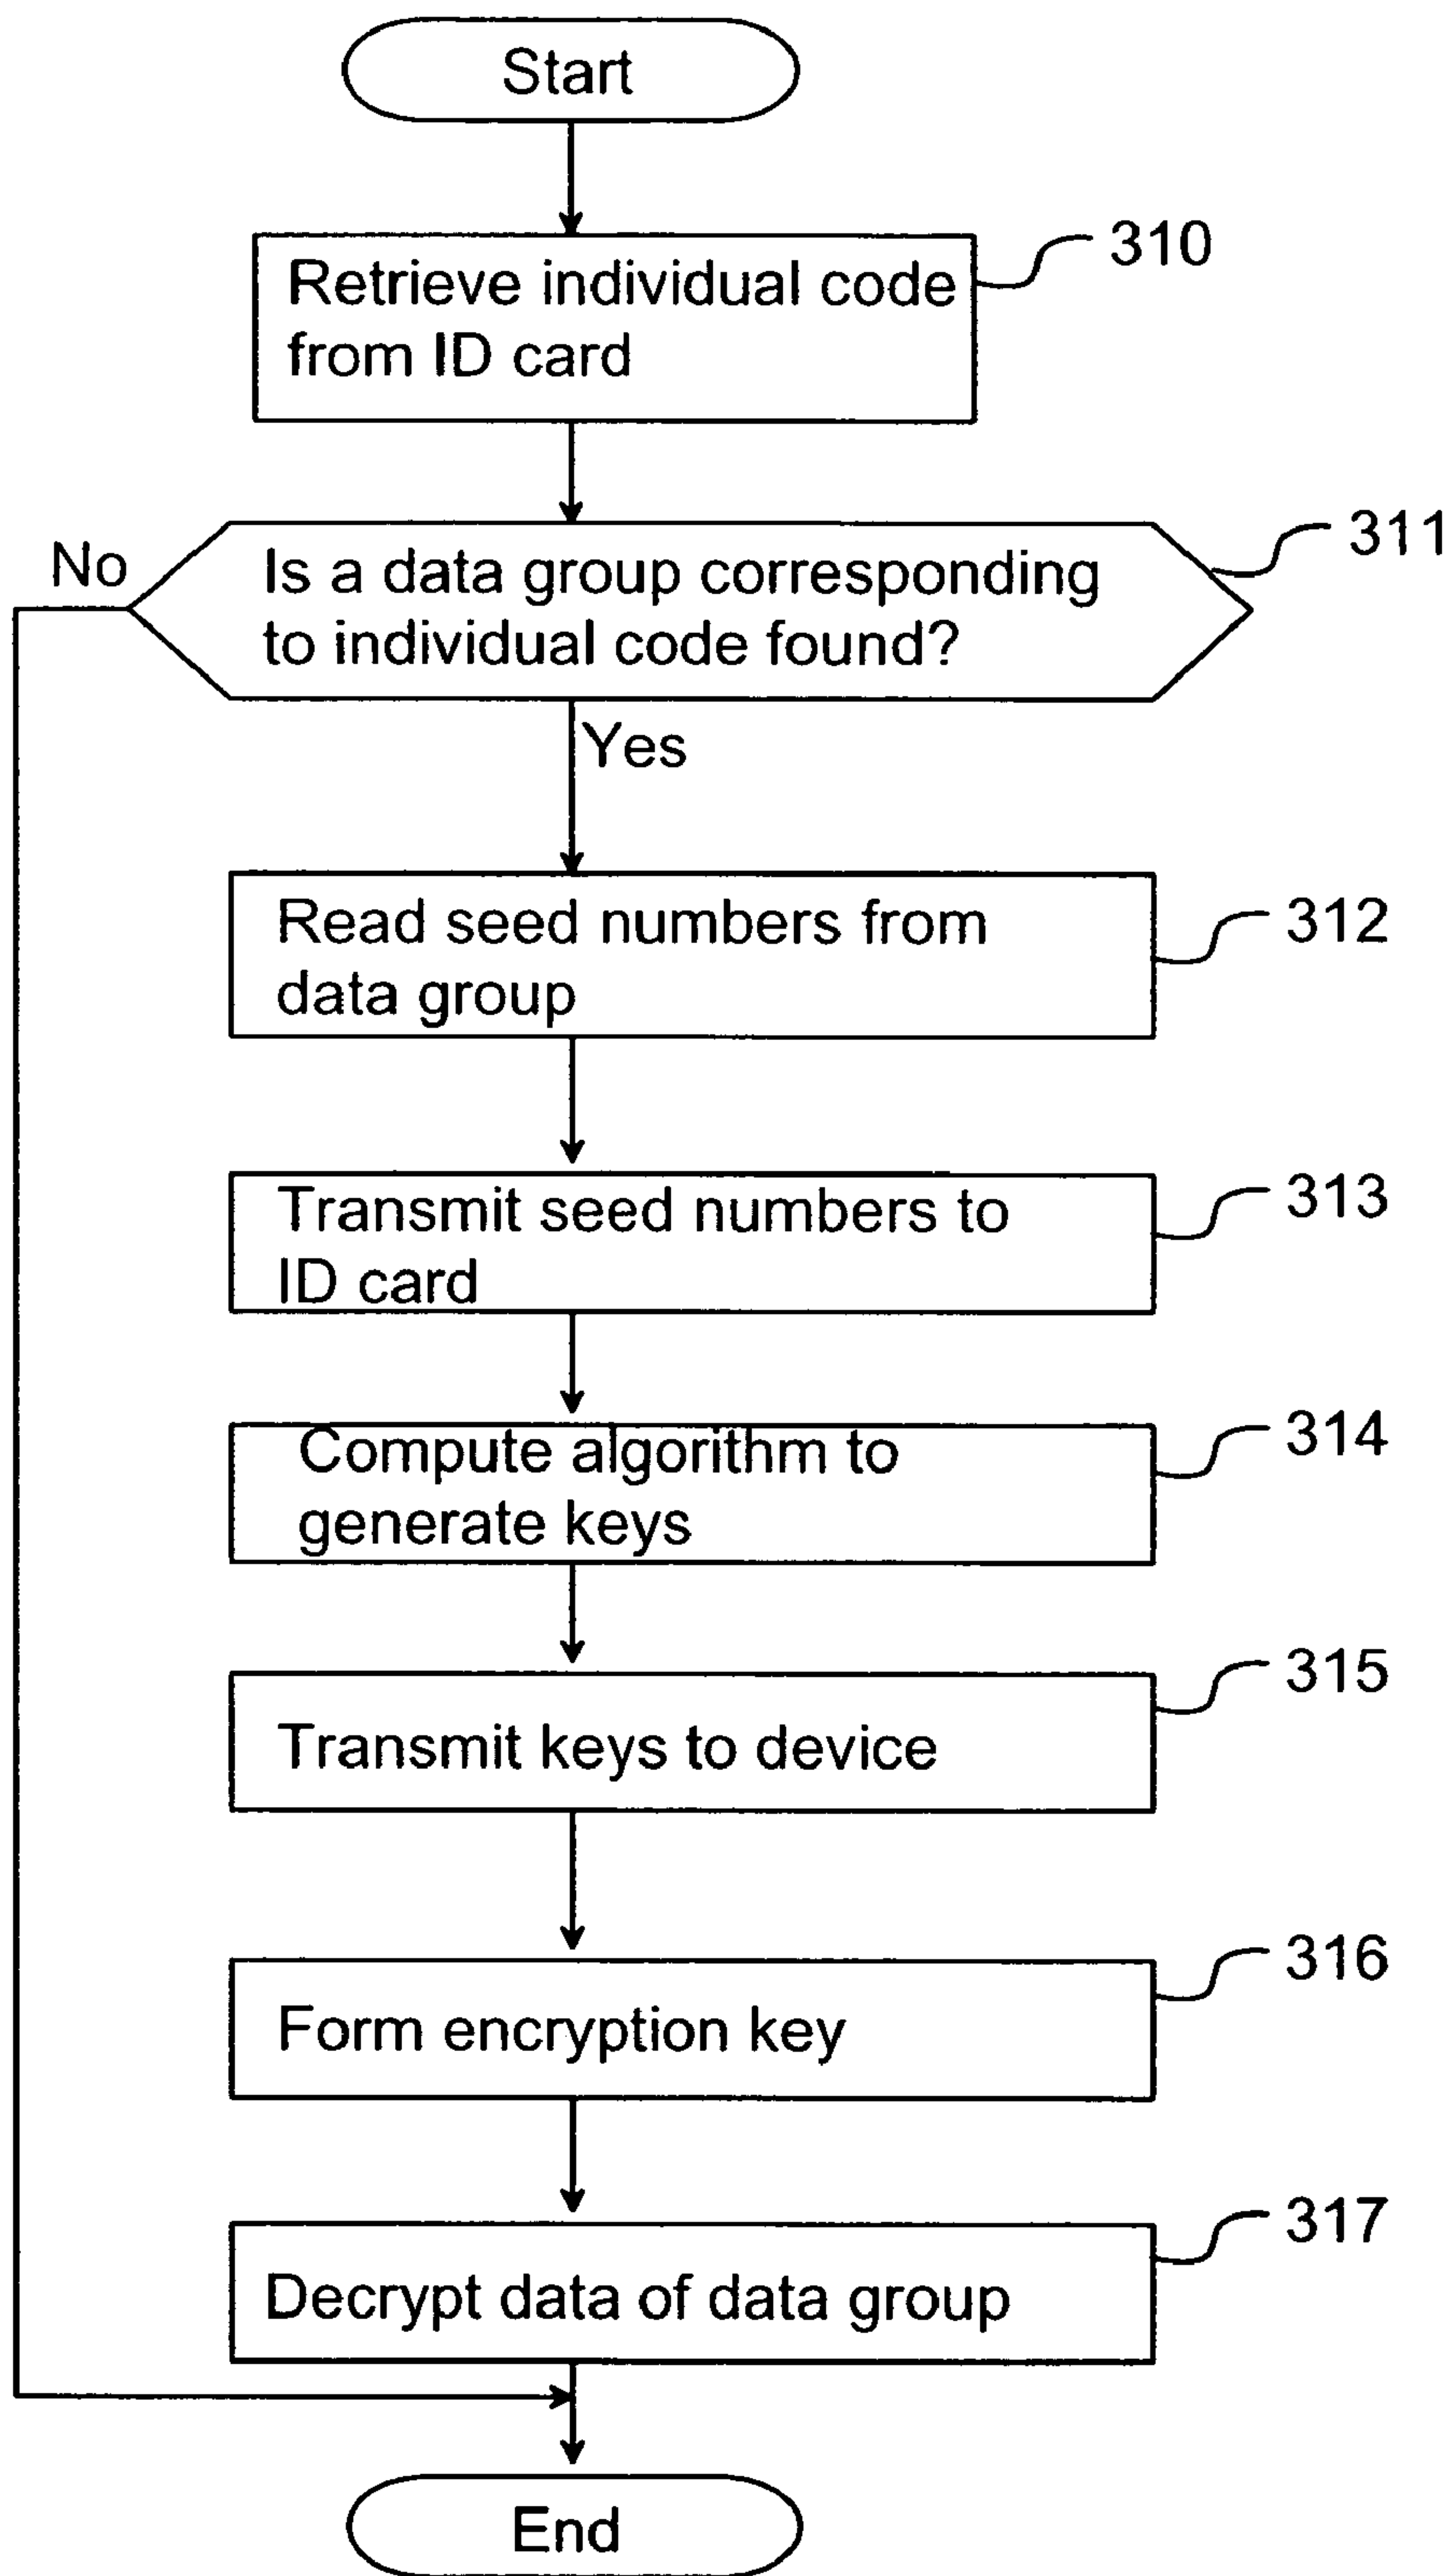 Start
Retrieve individual code
from ID card
310
No
Is a data group corresponding
to individual code found?
311
Yes
Read seed numbers from
data group
312
Transmit seed numbers to
ID card
313
Compute algorithm to
generate keys
314
Transmit keys to device
315
Form encryption key
316
Decrypt data of data group
317
End